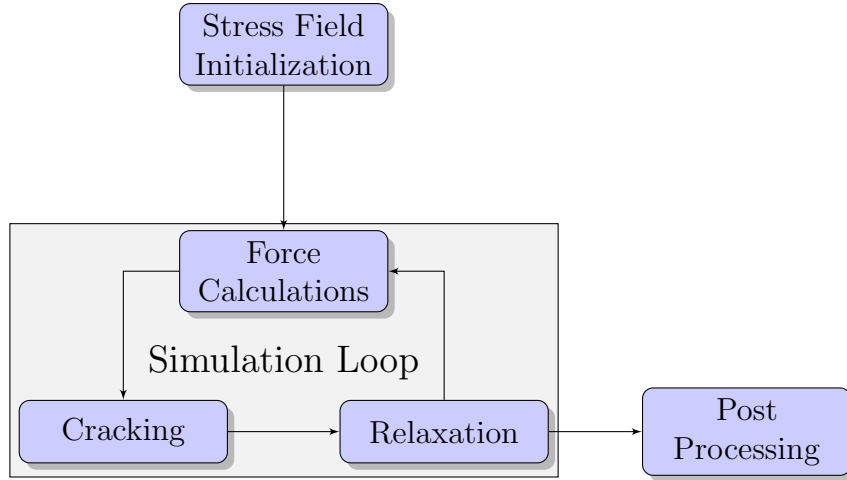 Stress Field
Initialization
Force
Calculations
Simulation Loop
Cracking
Relaxation
Post
Processing